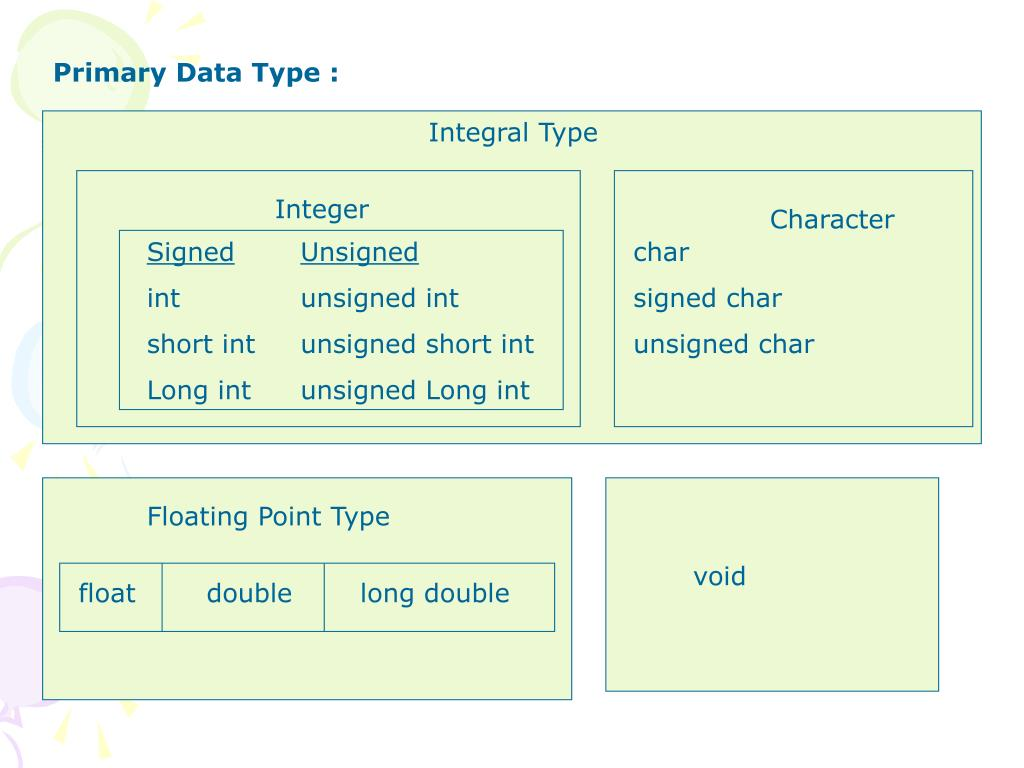 Primary Data Type :
Integral Type
Integer
Signed Unsigned
int unsigned int
short int unsigned short int
Long int unsigned Long int
Character
char
signed char
unsigned char
Floating Point Type
float double long double
void